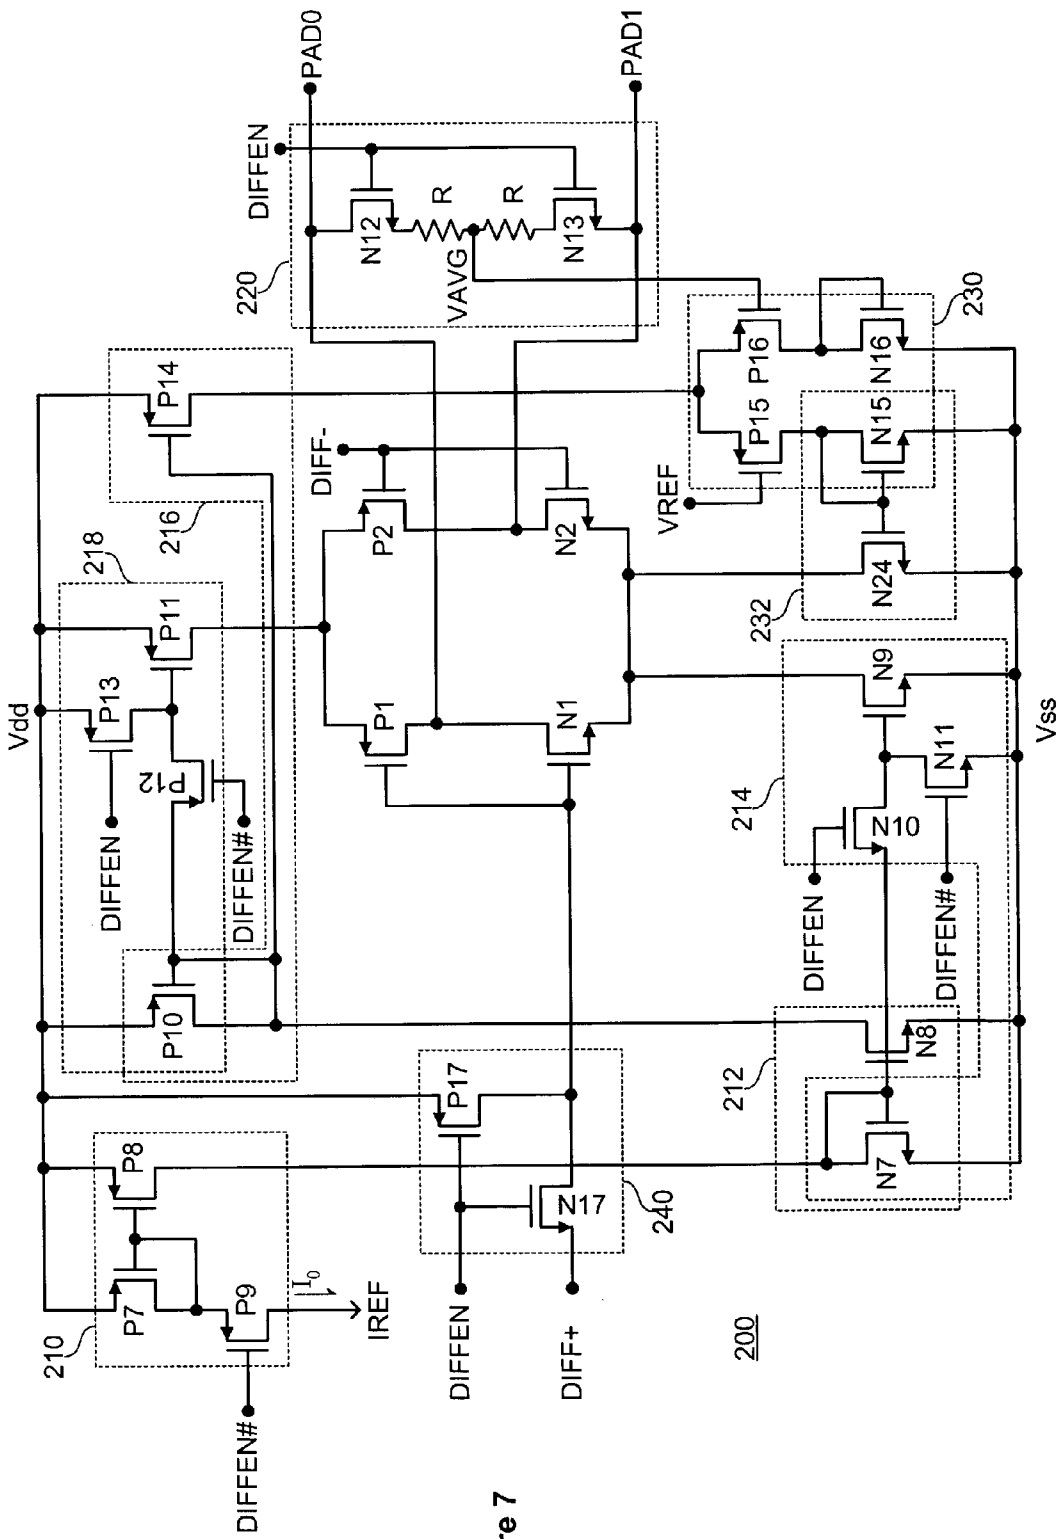 Vdd
PAD0
PAD1
DIFFEN
220
N12
R
R
VAVG
N13
P14
216
218
P11
P13
P12
DIFFEN
DIFFEN#
P10
DIFF-
P2
P1
N2
N1
VREF
P15
P16
230
N15
N16
N24
232
214
N9
N11
N10
DIFFEN
DIFFEN#
212
N8
N7
Vss
P8
P7
210
P9
I0
IREF
DIFFEN#
P17
N17
240
DIFFEN
DIFF+
200
re 7